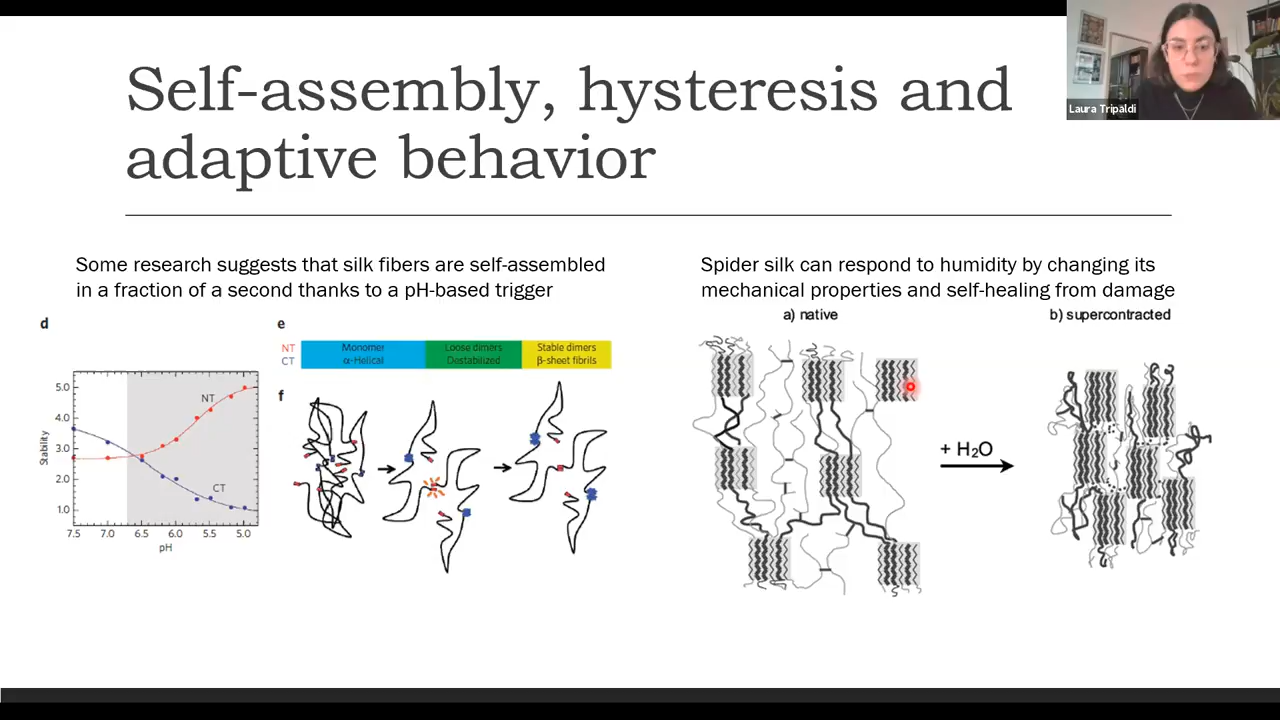 Laura Tripaldi
Self-assembly, hysteresis and
adaptive behavior
Some research suggests that silk fibers are self-assembled
in a fraction of a second thanks to a pH-based trigger
d
5.0
4.0
3.0
2.0
1.0
Stability
NT
CT
7.5 7.0 6.5 6.0 5.5 5.0
pH
e
NT Monomer Loose dimers Stable dimers
CT α-Helical Destabilized β-sheet fibrils
f
Spider silk can respond to humidity by changing its
mechanical properties and self-healing from damage
a) native
b) supercontracted
+ H₂O